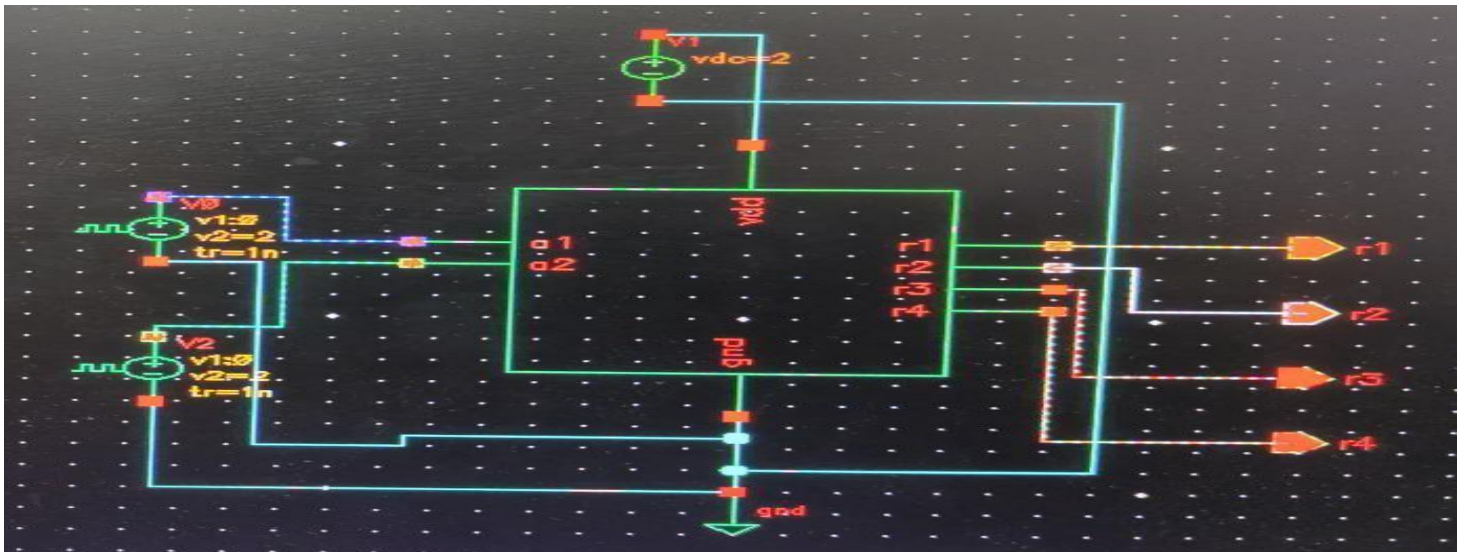 V1
vdc=2
vdd
V0
v1:0
v2=2
tr=1n
a1
a2
r1
r2
r3
r4
r1
r2
r3
r4
V2
v1:0
v2=2
tr=1n
gnd
gnd